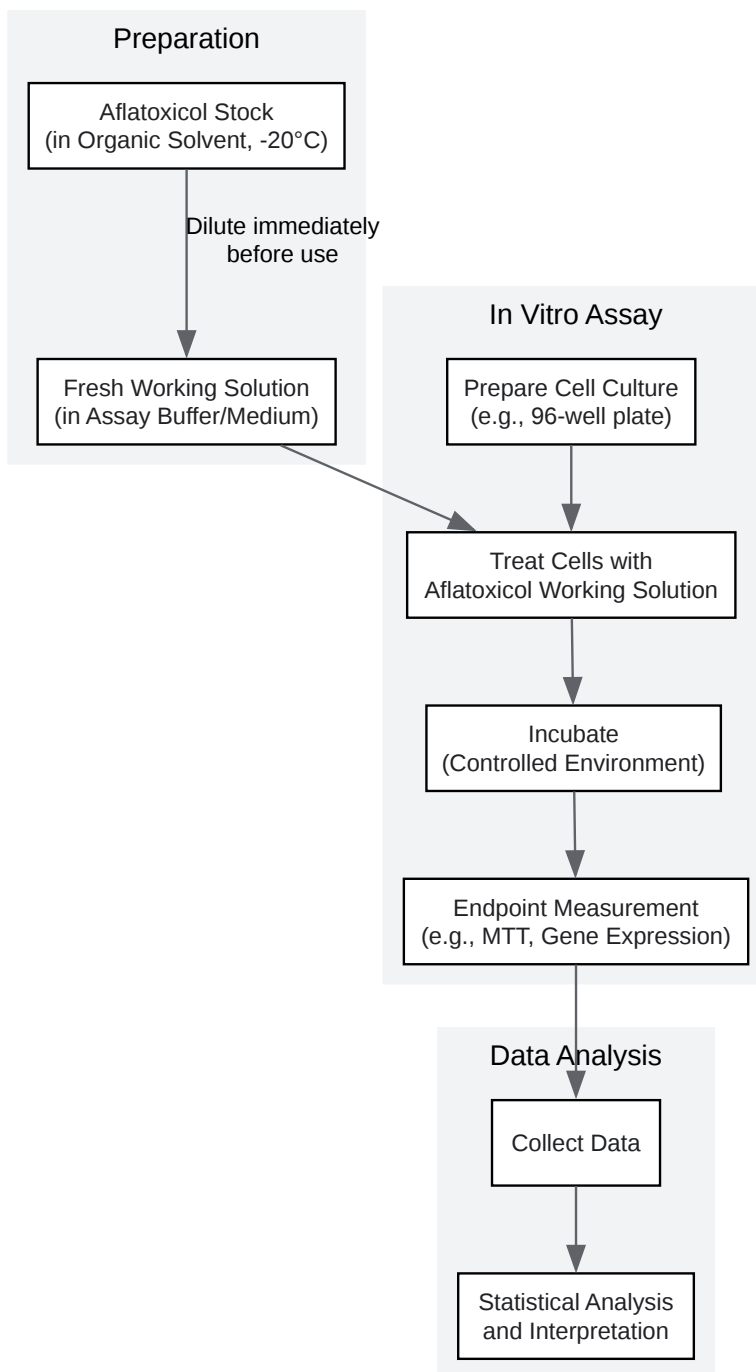 Preparation
Aflatoxicol Stock
(in Organic Solvent, -20°C)
Dilute immediately
before use
Fresh Working Solution
(in Assay Buffer/Medium)
In Vitro Assay
Prepare Cell Culture
(e.g., 96-well plate)
Treat Cells with
Aflatoxicol Working Solution
Incubate
(Controlled Environment)
Endpoint Measurement
(e.g., MTT, Gene Expression)
Data Analysis
Collect Data
Statistical Analysis
and Interpretation